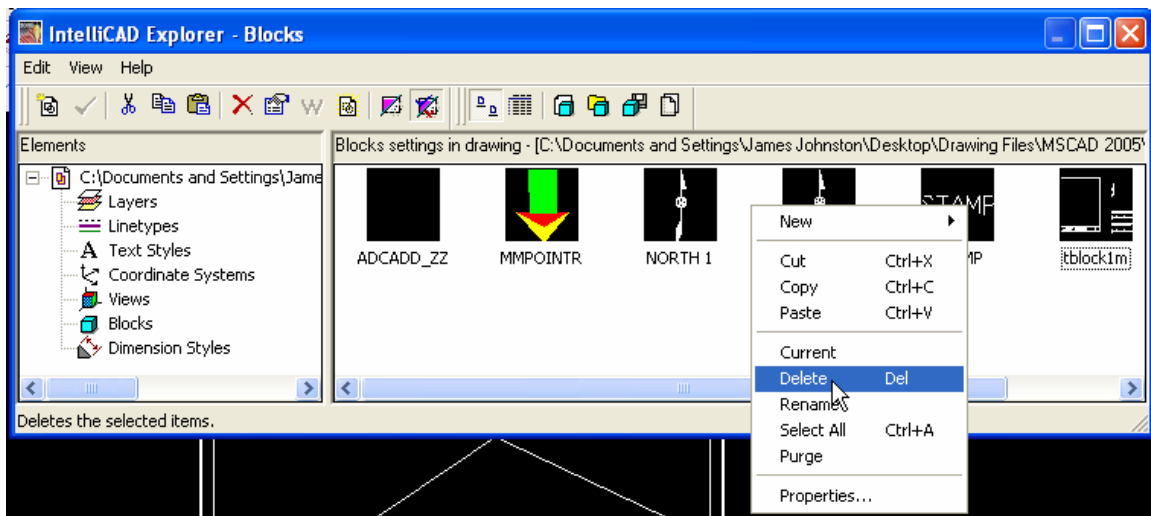 IntelliCAD Explorer - Blocks
Edit View Help
Elements
Blocks settings in drawing - [C:\Documents and Settings\James Johnston\Desktop\Drawing Files\MSCAD 2005\
C:\Documents and Settings\Jame
Layers
Linetypes
A Text Styles
Coordinate Systems
Views
Blocks
Dimension Styles
ADCADD_ZZ MMPOINTR NORTH 1 STAMP MP tblock1m
New
Cut Ctrl+X
Copy Ctrl+C
Paste Ctrl+V
Current
Delete Del
Rename
Select All Ctrl+A
Purge
Properties...
Deletes the selected items.